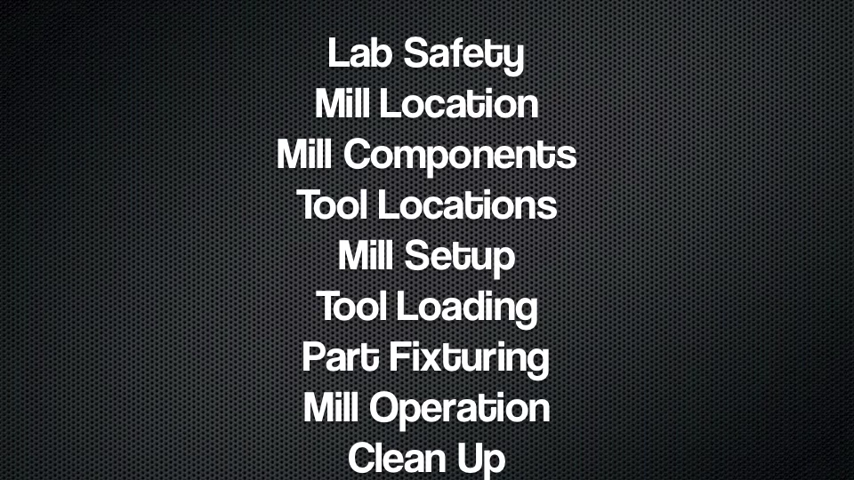 Lab Safety
Mill Location
Mill Components
Tool Locations
Mill Setup
Tool Loading
Part Fixturing
Mill Operation
Clean Up